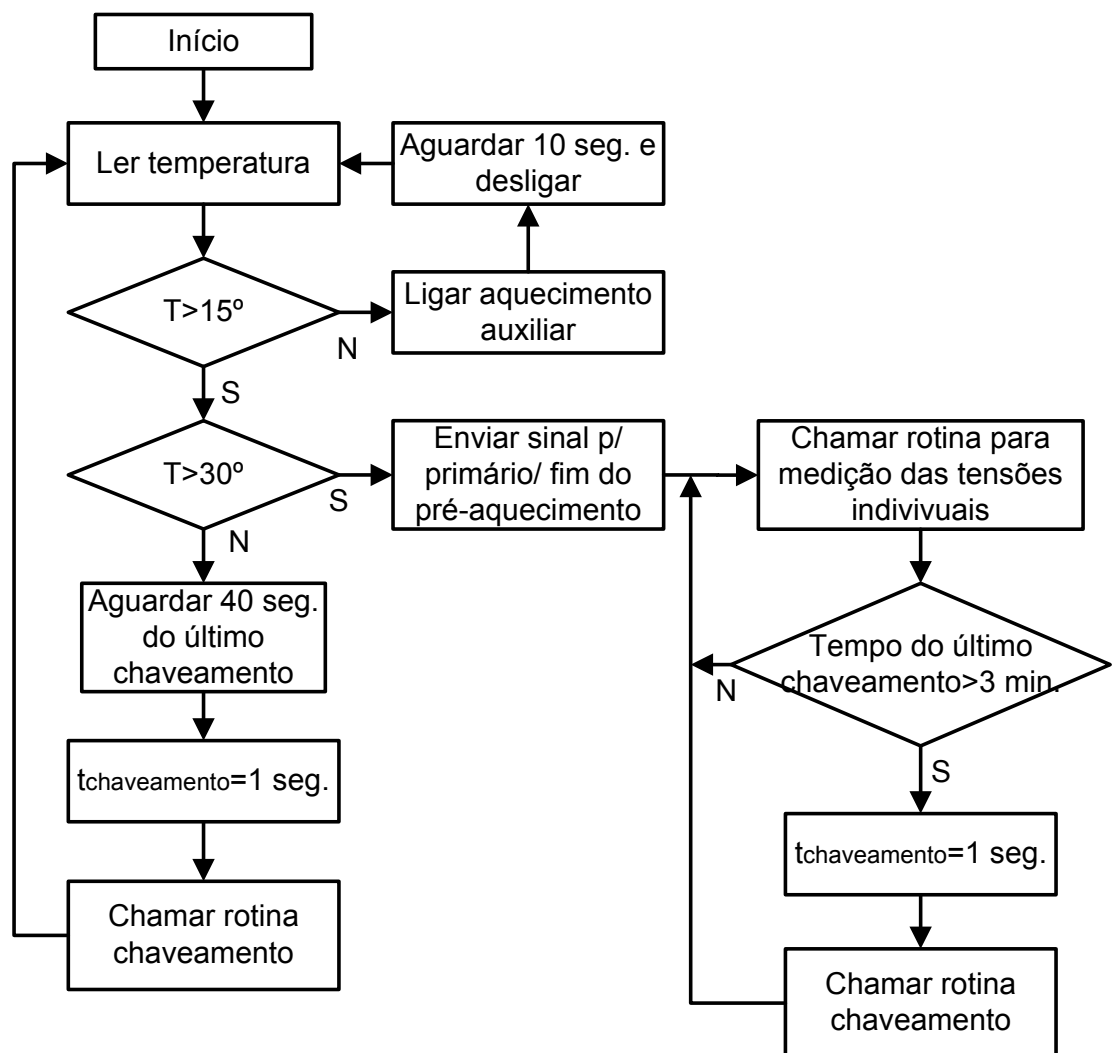 Início
Ler temperatura
Aguardar 10 seg. e
desligar
T>15º
N
Ligar aquecimento
auxiliar
S
T>30º
S
N
Enviar sinal p/
primário/ fim do
pré-aquecimento
Chamar rotina para
medição das tensões
indivivuais
Aguardar 40 seg.
do último
chaveamento
Tempo do último
chaveamento>3 min.
N
S
tchaveamento=1 seg.
tchaveamento=1 seg.
Chamar rotina
chaveamento
Chamar rotina
chaveamento